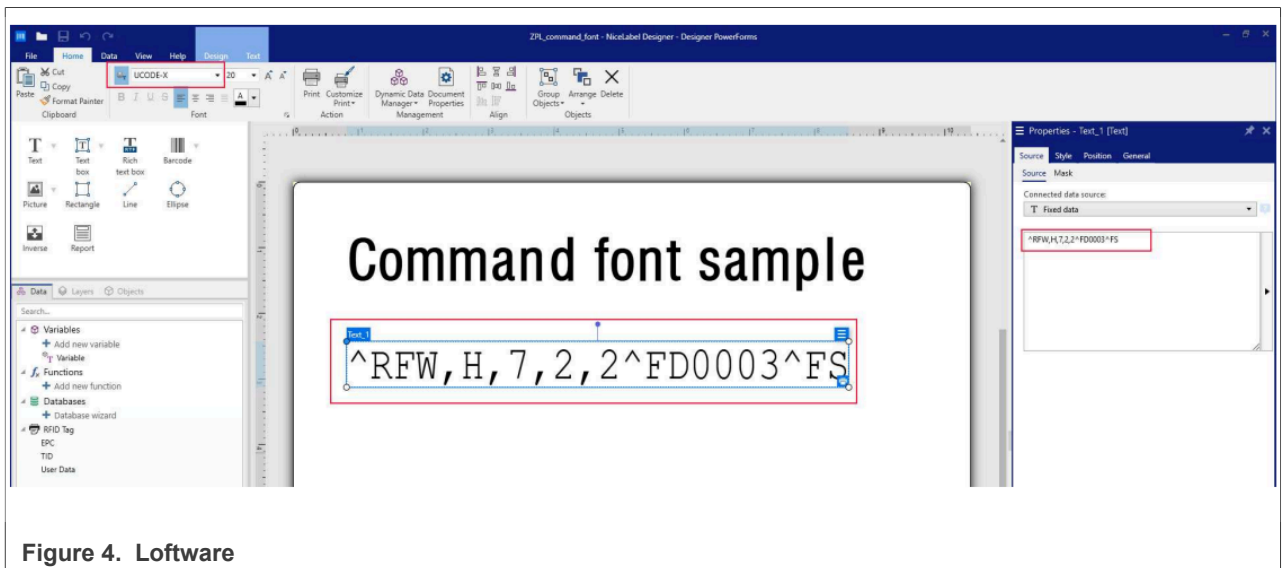 ZPL_command_font - NiceLabel Designer - Designer PowerForms
File Home Data View Help Design Text
Paste
Cut
Copy
Format Painter
Clipboard
UCODE-X 20
B I U S
Font
Print
Customize Print
Action
Dynamic Data Manager
Document Properties
Management
Align
Group Objects
Arrange
Delete
Objects
Text
Text box
Rich text box
Barcode
Picture
Rectangle
Line
Ellipse
Inverse
Report
Data Layers Objects
Search...
Variables
Add new variable
Variable
Functions
Add new function
Databases
Database wizard
RFID Tag
EPC
TID
User Data
Command font sample
Text_1
^RFW,H,7,2,2^FD0003^FS
Properties - Text_1 [Text]
Source Style Position General
Source Mask
Connected data source:
Fixed data
^RFW,H,7,2,2^FD0003^FS
Figure 4. Loftware